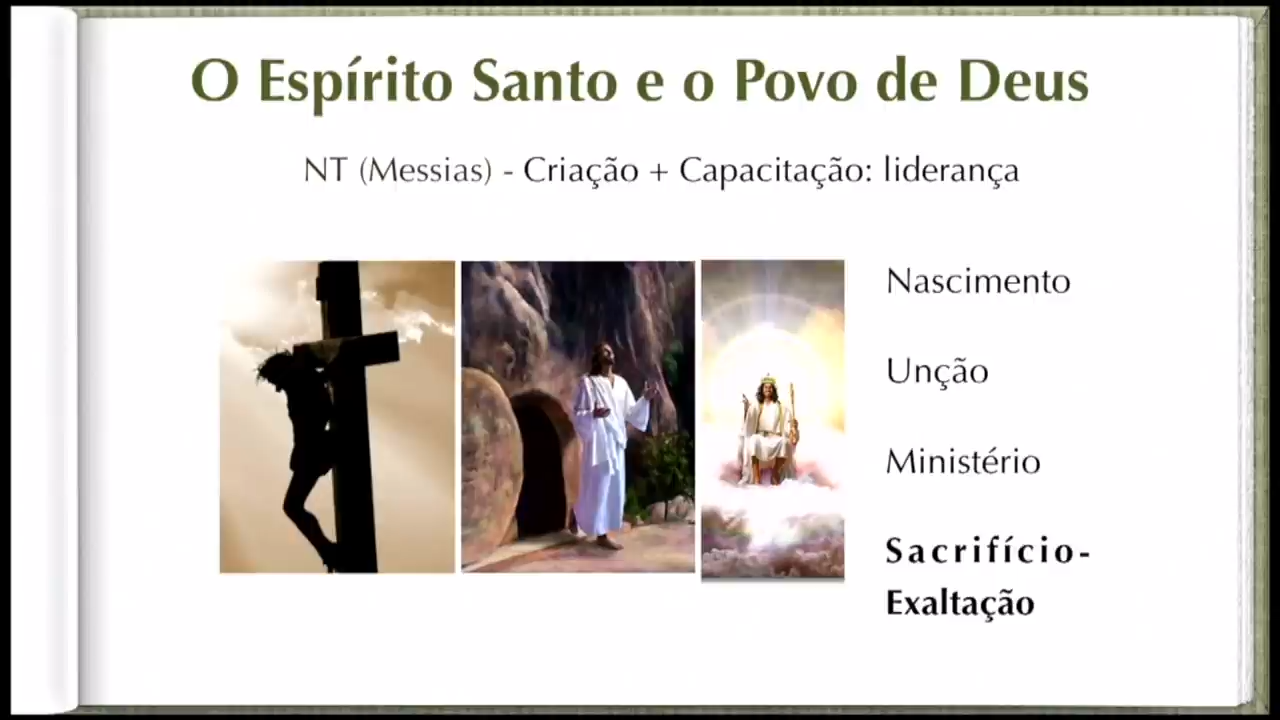 O Espírito Santo e o Povo de Deus
NT (Messias) - Criação + Capacitação: liderança
Nascimento
Unção
Ministério
Sacrifício-
Exaltação